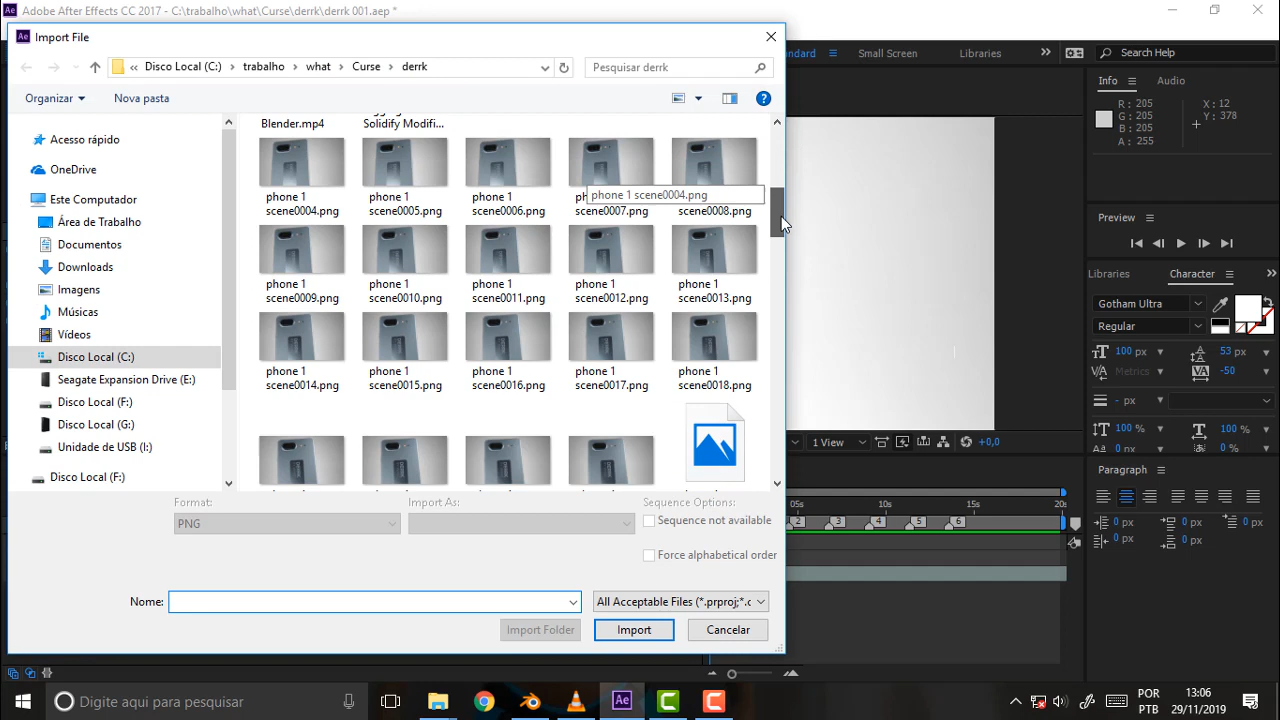 Adobe After Effects CC 2017 - C:\trabalho\what\Curse\derrk\derrk 001.aep *
Import File
Disco Local (C:) trabalho what Curse derrk
Pesquisar derrk
Organizar
Nova pasta
Blender.mp4
Solidify Modifi...
Acesso rápido
OneDrive
Este Computador
Área de Trabalho
Documentos
Downloads
Imagens
Músicas
Vídeos
Disco Local (C:)
Seagate Expansion Drive (E:)
Disco Local (F:)
Disco Local (G:)
Unidade de USB (I:)
Disco Local (F:)
phone 1 scene0004.png
phone 1
scene0004.png
phone 1
scene0005.png
phone 1
scene0006.png
scene0007.png
scene0008.png
phone 1
scene0009.png
phone 1
scene0010.png
phone 1
scene0011.png
phone 1
scene0012.png
phone 1
scene0013.png
phone 1
scene0014.png
phone 1
scene0015.png
phone 1
scene0016.png
phone 1
scene0017.png
phone 1
scene0018.png
Format:
PNG
Import As:
Sequence Options:
Sequence not available
Force alphabetical order
Nome:
All Acceptable Files (*.prproj;*.c
Import Folder
Import
Cancelar
Small Screen
Libraries
Search Help
Info
Audio
R: 205
G: 205
B: 205
A: 255
X: 12
Y: 378
Preview
Libraries
Character
Gotham Ultra
Regular
100 px
53 px
Metrics
-50
- px
100 %
100 %
0 px
0 %
1 View
+0,0
Paragraph
0 px
0 px
0 px
0 px
0 px
05s
10s
15s
20s
2 3 4 5 6
Digite aqui para pesquisar
POR
PTB
13:06
29/11/2019